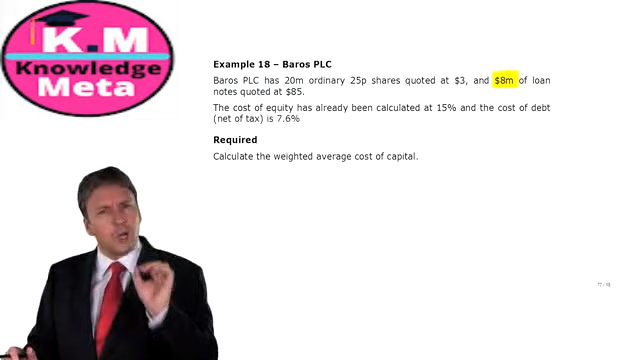 K.M
Knowledge
Meta
Example 18 – Baros PLC
Baros PLC has 20m ordinary 25p shares quoted at $3, and $8m of loan
notes quoted at $85.
The cost of equity has already been calculated at 15% and the cost of debt
(net of tax) is 7.6%
Required
Calculate the weighted average cost of capital.